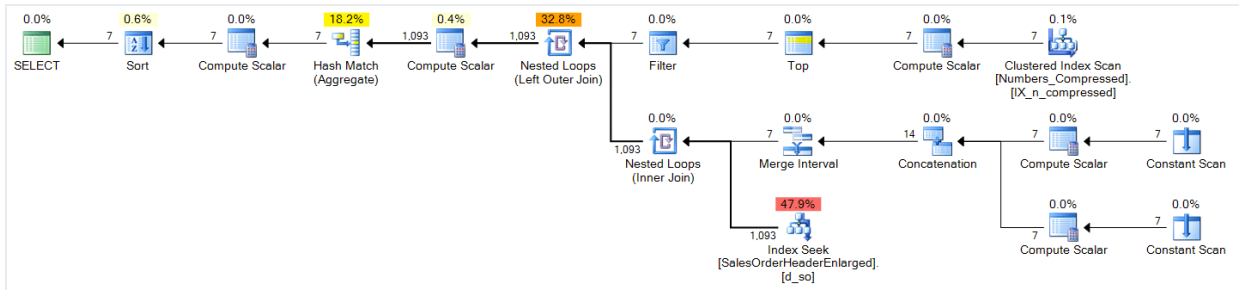 0.0% 0.6% 0.0% 18.2% 0.4% 32.8% 0.0% 0.0% 0.0% 0.1%
7 7 7 1,093 1,093 7 7 7 7
SELECT Sort Compute Scalar Hash Match Compute Scalar Nested Loops Filter Top Compute Scalar Clustered Index Scan
(Aggregate) (Left Outer Join) [Numbers_Compressed].
[IX_n_compressed]
0.0% 0.0% 0.0% 0.0% 0.0%
1,093 7 14 7 7
Nested Loops Merge Interval Concatenation Compute Scalar Constant Scan
(Inner Join)
47.9% 0.0% 0.0%
1,093 7 7
Index Seek Compute Scalar Constant Scan
[SalesOrderHeaderEnlarged].
[d_so]